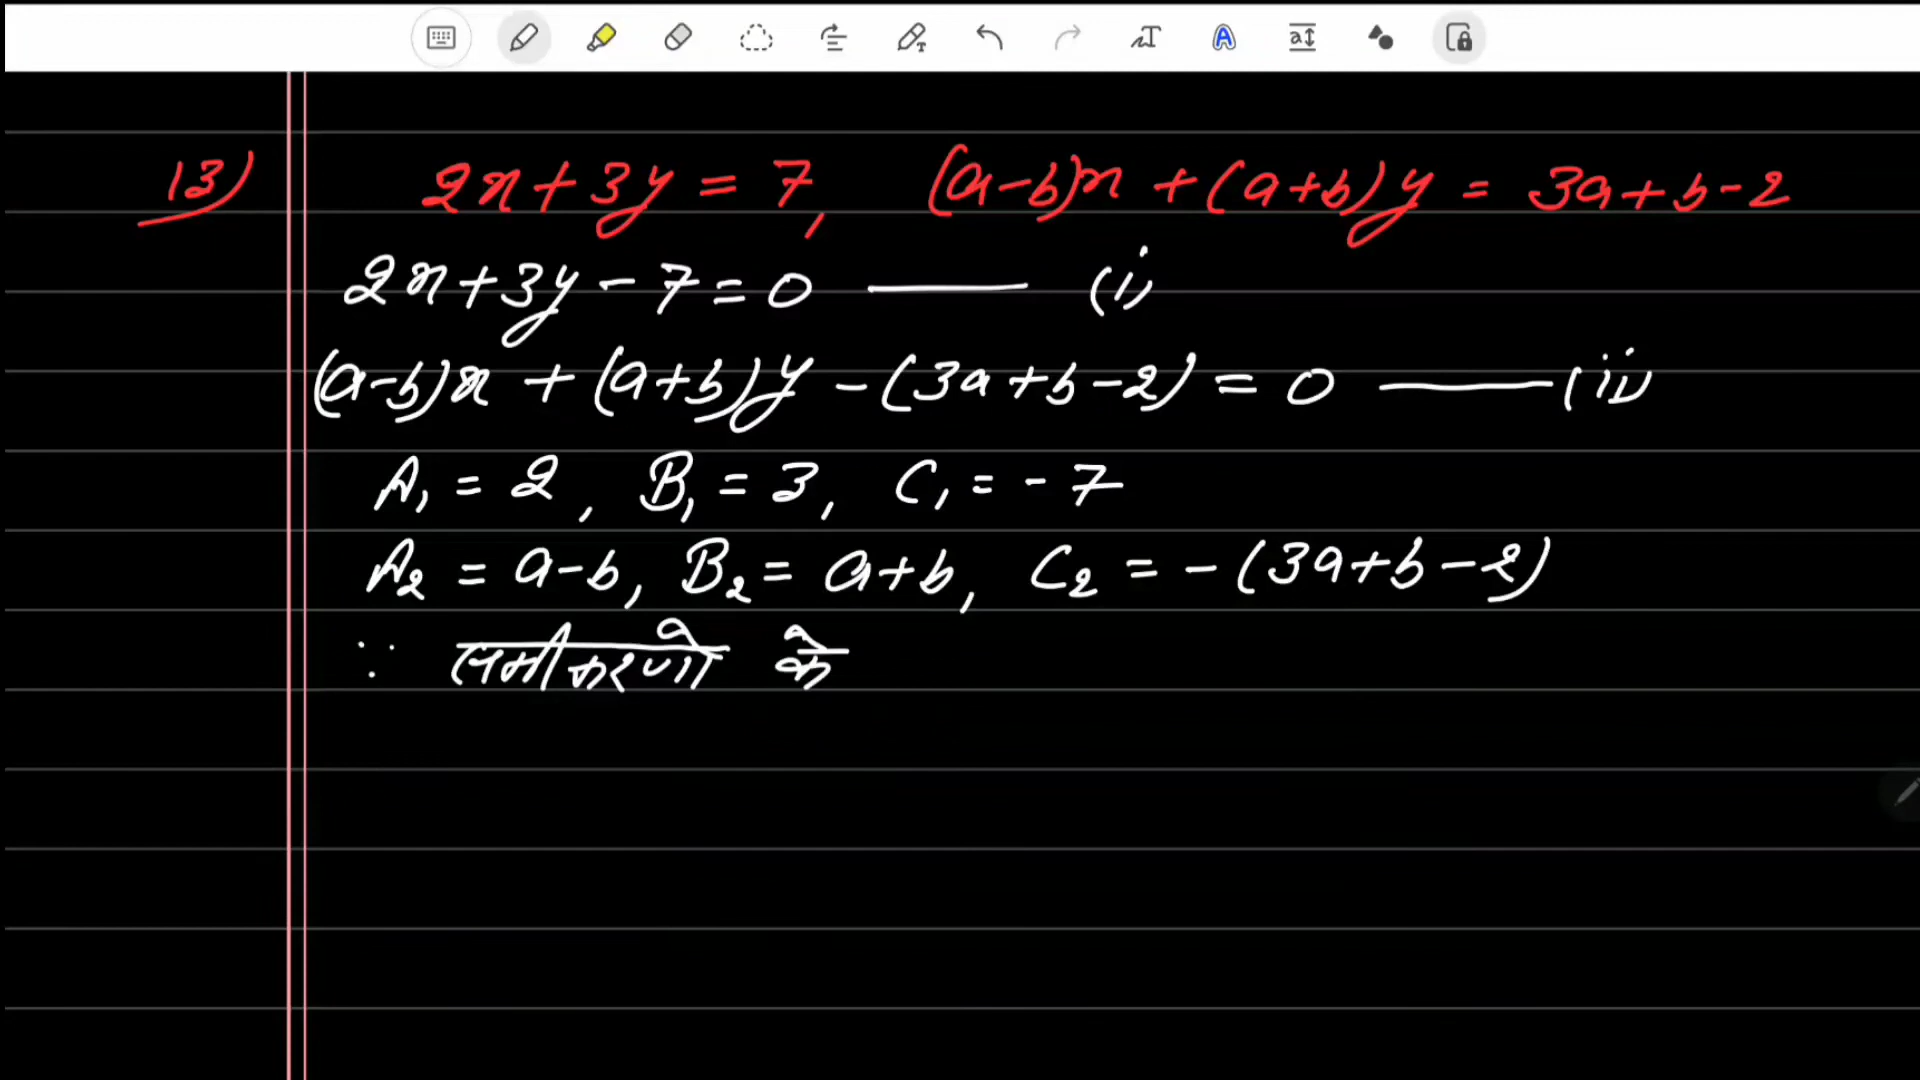 13) 2x + 3y = 7, (a-b)x + (a+b)y = 3a + b - 2
2x + 3y - 7 = 0 —— (i)
(a-b)x + (a+b)y - (3a + b - 2) = 0 —— (ii)
A₁ = 2, B₁ = 3, C₁ = - 7
A₂ = a-b, B₂ = a+b, C₂ = - (3a+b-2)
∵ समीकरणो के